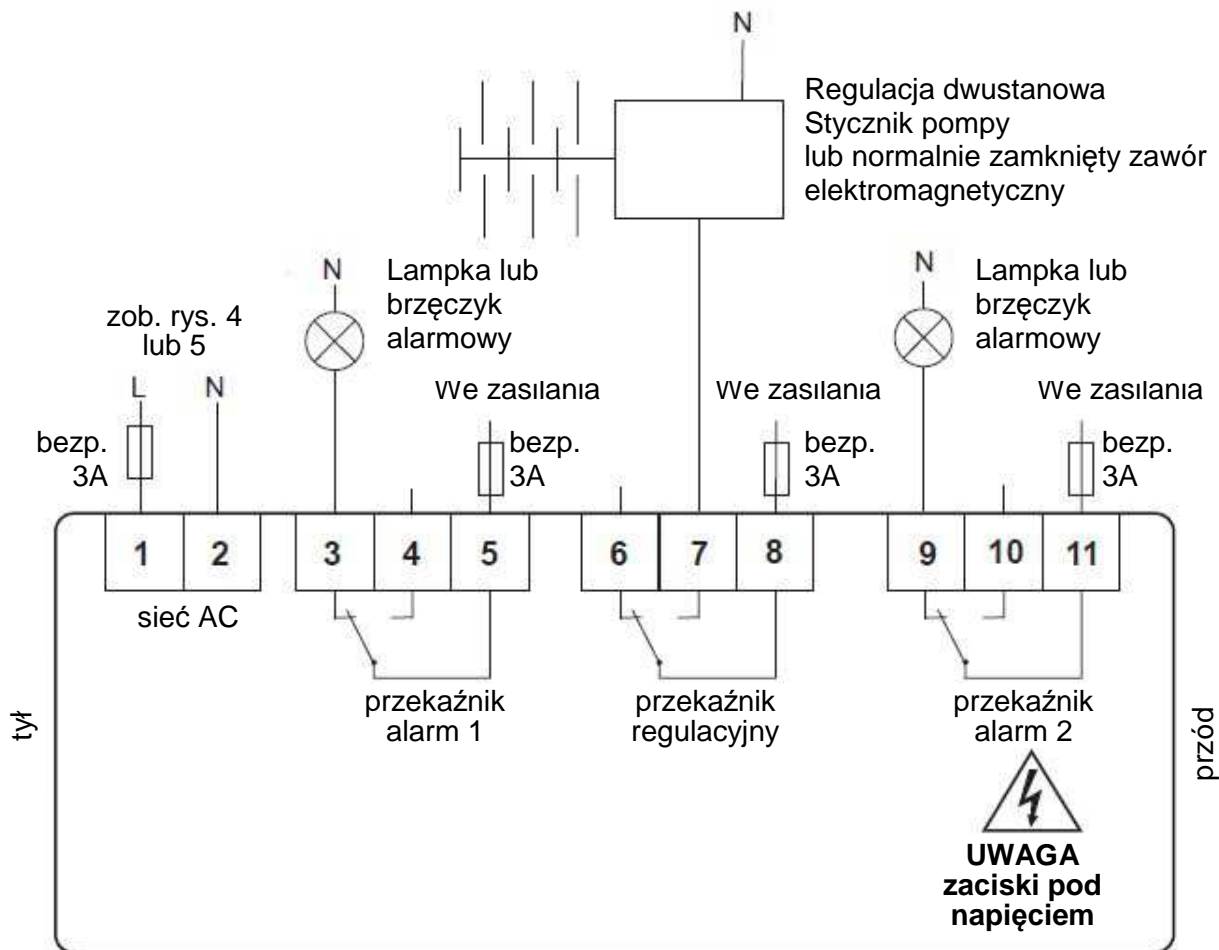 N
Regulacja dwustanowa
Stycznik pompy
lub normalnie zamknięty zawór
elektromagnetyczny
N
Lampka lub
brzęczyk
alarmowy
N
Lampka lub
brzęczyk
alarmowy
zob. rys. 4
lub 5
L
N
We zasilania
We zasilania
We zasilania
bezp.
3A
bezp.
3A
bezp.
3A
bezp.
3A
1
2
3
4
5
6
7
8
9
10
11
sieć AC
przekaźnik
alarm 1
przekaźnik
regulacyjny
przekaźnik
alarm 2
tył
przód
UWAGA
zaciski pod
napięciem